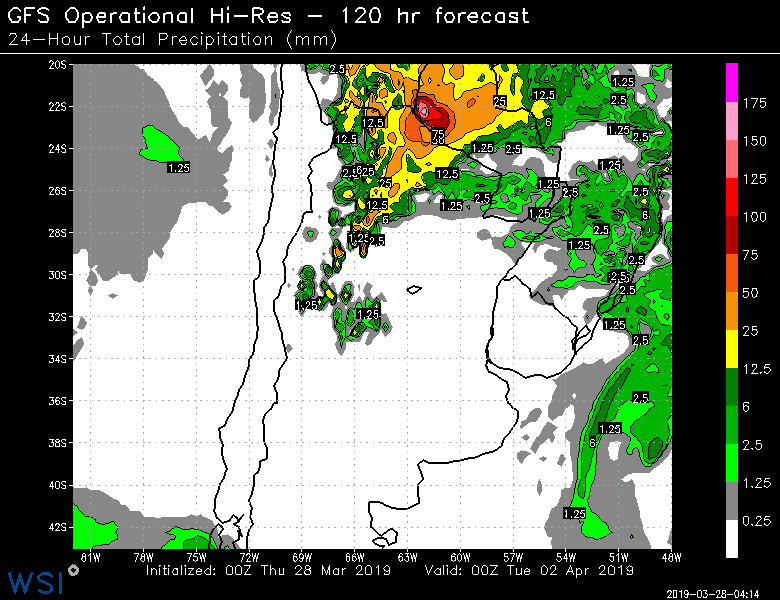 GFS Operational Hi-Res - 120 hr forecast
24-Hour Total Precipitation (mm)
20S
22S
24S
26S
28S
30S
32S
34S
36S
38S
40S
42S
81W 78W 75W 72W 69W 66W 63W 60W 57W 54W 51W 48W
2.5 1.25
25 12.5 2.5
12.5 6
75 1.25 2.5
12.5 1.25 2.5
1.25 1.25
12.5 1.25 2.5 2.5
25
12.5 1.25 2.5 1.25 6
6
1.25 2.5 2.5 1.25
2.5
2.5
2.5
1.25 1.25 1.25
2.5
2.5
1.25
6
1.25
175
150
125
100
75
50
25
12.5
6
2.5
1.25
0.25
Initialized: 00Z Thu 28 Mar 2019 Valid: 00Z Tue 02 Apr 2019
WSI
2019-03-28-04:14